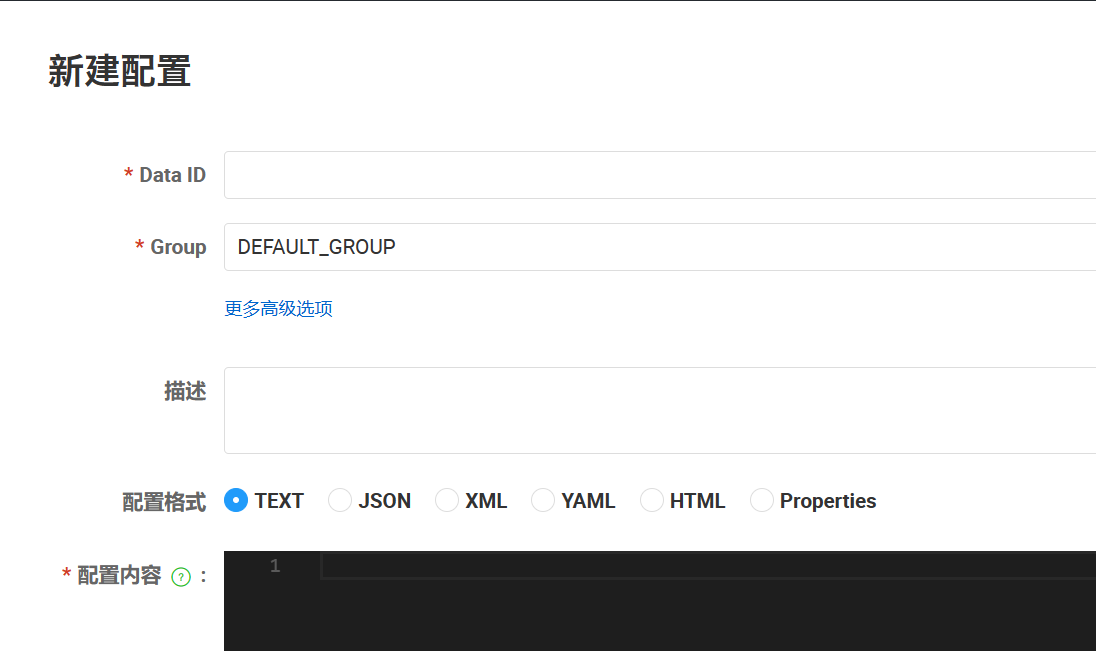 新建配置
* Data ID
* Group DEFAULT_GROUP
更多高级选项
描述
配置格式 TEXT JSON XML YAML HTML Properties
* 配置内容 ? : 1